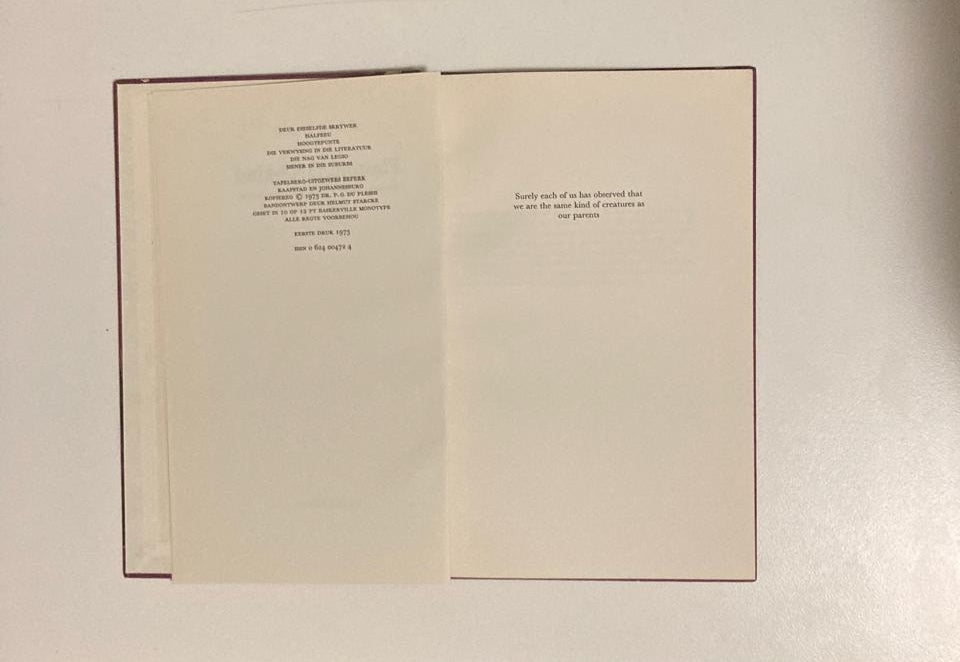 DEUR DIESELFDE SKRYWER
HALFEEU
HOOGTEPUNTE
DIE VERWYSING IN DIE LITERATUUR
DIE NAG VAN LEGIO
SIENER IN DIE SUBURBS
TAFELBERG-UITGEWERS BEPERK
KAAPSTAD EN JOHANNESBURG
KOPIEREG © 1973 DR. P. G. DU PLESSIS
BANDONTWERP DEUR HELMUT STARCKE
GESET IN 10 OP 12 PT BASKERVILLE MONOTYPE
ALLE REGTE VOORBEHOU
EERSTE DRUK 1973
ISBN 0 624 00472 4
Surely each of us has observed that
we are the same kind of creatures as
our parents